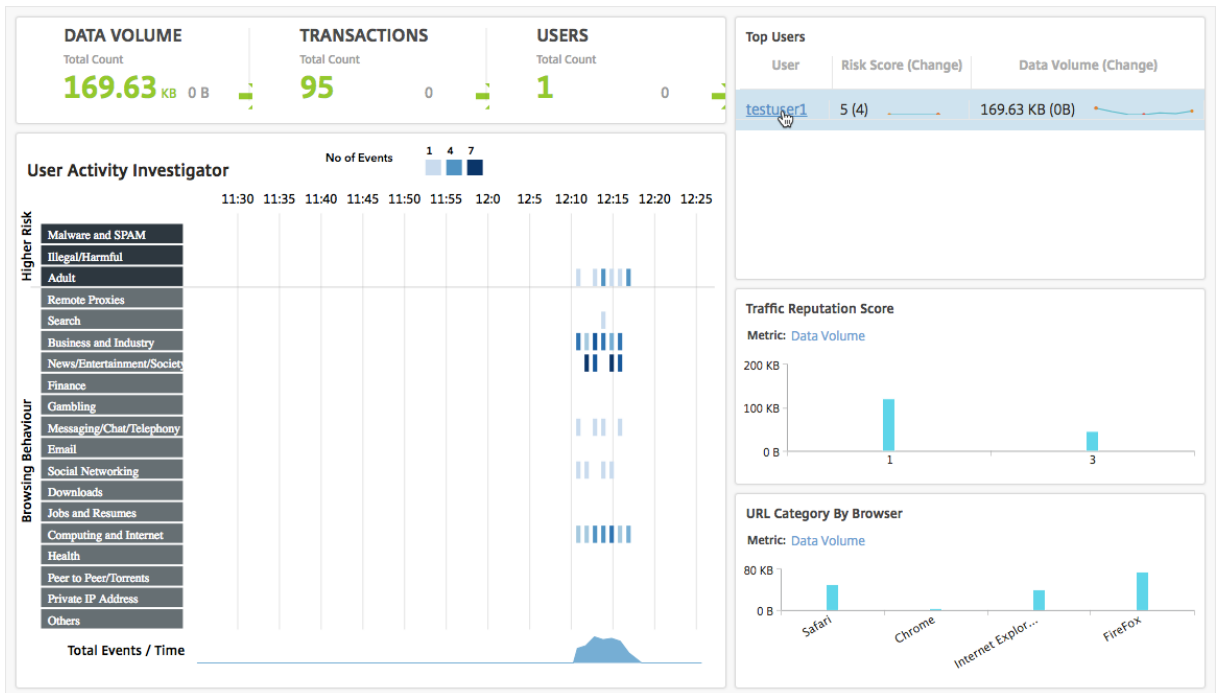 DATA VOLUME
Total Count
169.63 KB 0 B
TRANSACTIONS
Total Count
95 0
USERS
Total Count
1 0
User Activity Investigator
No of Events
1 4 7
11:30 11:35 11:40 11:45 11:50 11:55 12:0 12:5 12:10 12:15 12:20 12:25
Higher Risk
Malware and SPAM
Illegal/Harmful
Adult
Browsing Behaviour
Remote Proxies
Search
Business and Industry
News/Entertainment/Society
Finance
Gambling
Messaging/Chat/Telephony
Email
Social Networking
Downloads
Jobs and Resumes
Computing and Internet
Health
Peer to Peer/Torrents
Private IP Address
Others
Total Events / Time
Top Users
User Risk Score (Change) Data Volume (Change)
testuser1 5 (4) 169.63 KB (0B)
Traffic Reputation Score
Metric: Data Volume
200 KB
100 KB
0 B
1 3
URL Category By Browser
Metric: Data Volume
80 KB
0 B
Safari Chrome Internet Explor... FireFox